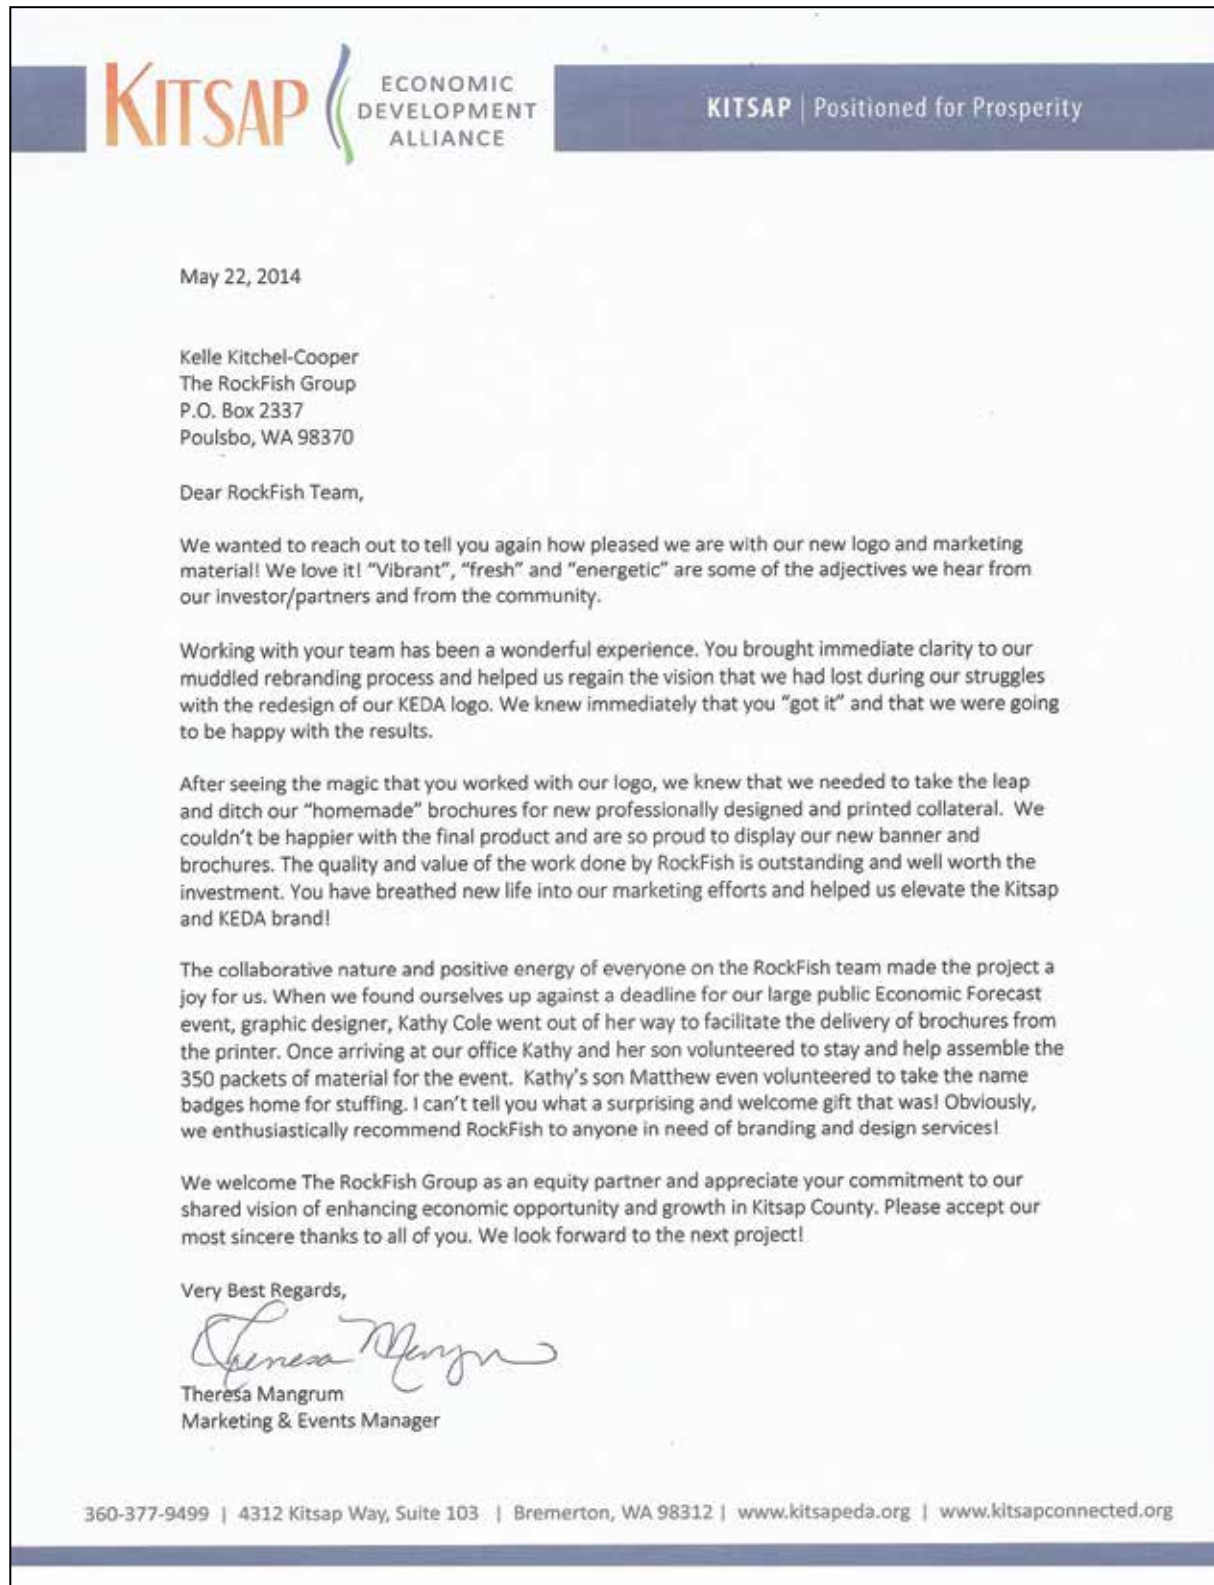 KITSAP
ECONOMIC
DEVELOPMENT
ALLIANCE
KITSAP | Positioned for Prosperity
May 22, 2014
Kelle Kitchel-Cooper
The RockFish Group
P.O. Box 2337
Poulsbo, WA 98370
Dear RockFish Team,
We wanted to reach out to tell you again how pleased we are with our new logo and marketing
material! We love it! “Vibrant”, “fresh” and “energetic” are some of the adjectives we hear from
our investor/partners and from the community.
Working with your team has been a wonderful experience. You brought immediate clarity to our
muddled rebranding process and helped us regain the vision that we had lost during our struggles
with the redesign of our KEDA logo. We knew immediately that you “got it” and that we were going
to be happy with the results.
After seeing the magic that you worked with our logo, we knew that we needed to take the leap
and ditch our “homemade” brochures for new professionally designed and printed collateral.  We
couldn’t be happier with the final product and are so proud to display our new banner and
brochures. The quality and value of the work done by RockFish is outstanding and well worth the
investment. You have breathed new life into our marketing efforts and helped us elevate the Kitsap
and KEDA brand!
The collaborative nature and positive energy of everyone on the RockFish team made the project a
joy for us. When we found ourselves up against a deadline for our large public Economic Forecast
event, graphic designer, Kathy Cole went out of her way to facilitate the delivery of brochures from
the printer. Once arriving at our office Kathy and her son volunteered to stay and help assemble the
350 packets of material for the event.  Kathy’s son Matthew even volunteered to take the name
badges home for stuffing. I can’t tell you what a surprising and welcome gift that was! Obviously,
we enthusiastically recommend RockFish to anyone in need of branding and design services!
We welcome The RockFish Group as an equity partner and appreciate your commitment to our
shared vision of enhancing economic opportunity and growth in Kitsap County. Please accept our
most sincere thanks to all of you. We look forward to the next project!
Very Best Regards,
Theresa Mangrum
Marketing & Events Manager
360-377-9499 | 4312 Kitsap Way, Suite 103 | Bremerton, WA 98312 | www.kitsapeda.org | www.kitsapconnected.org